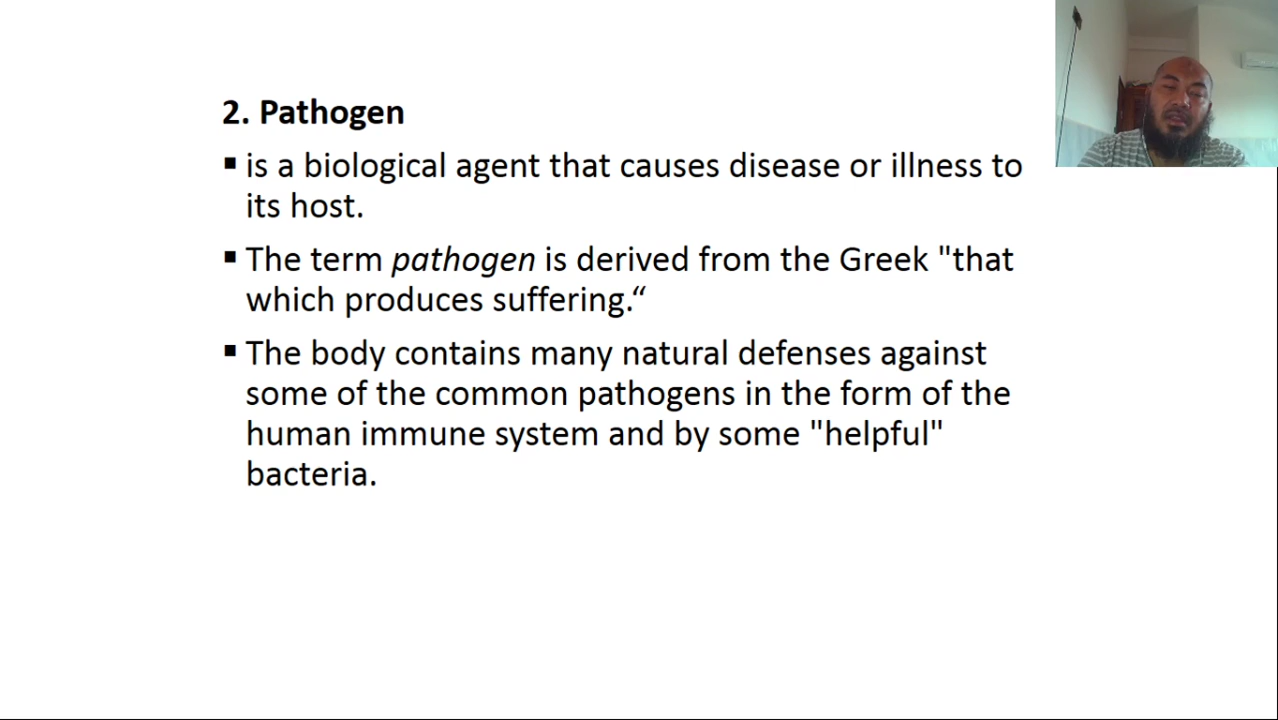 2. Pathogen
▪ is a biological agent that causes disease or illness to
its host.
▪ The term pathogen is derived from the Greek "that
which produces suffering.“
▪ The body contains many natural defenses against
some of the common pathogens in the form of the
human immune system and by some "helpful"
bacteria.